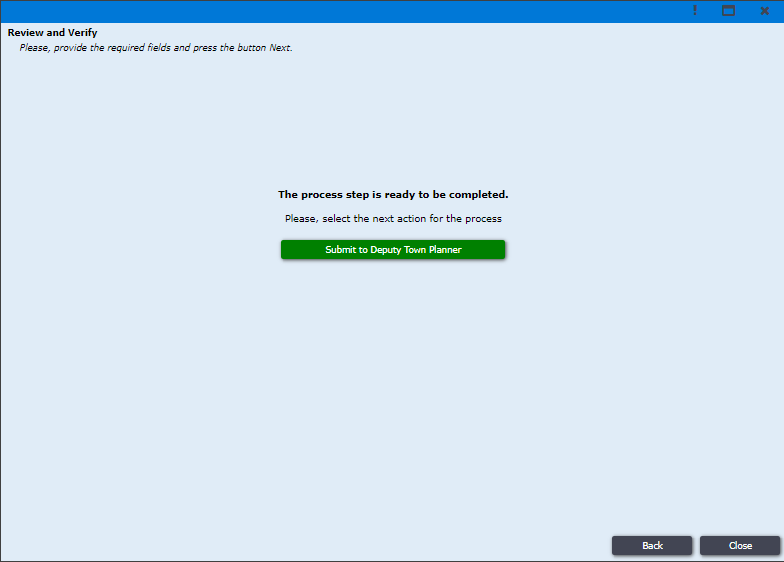 Review and Verify
Please, provide the required fields and press the button Next.
The process step is ready to be completed.
Please, select the next action for the process
Submit to Deputy Town Planner
Back
Close